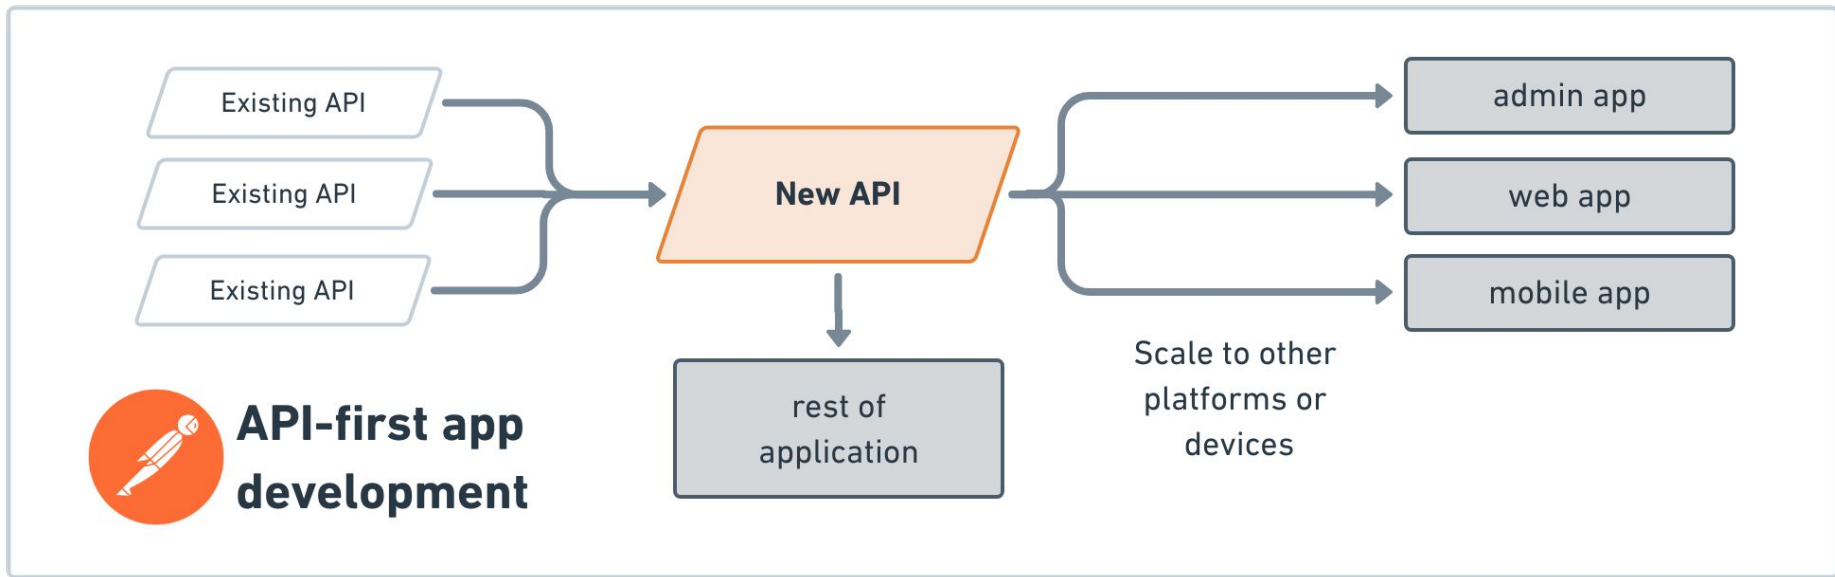 Existing API
Existing API
Existing API
New API
admin app
web app
mobile app
rest of
application
Scale to other
platforms or
devices
API-first app
development